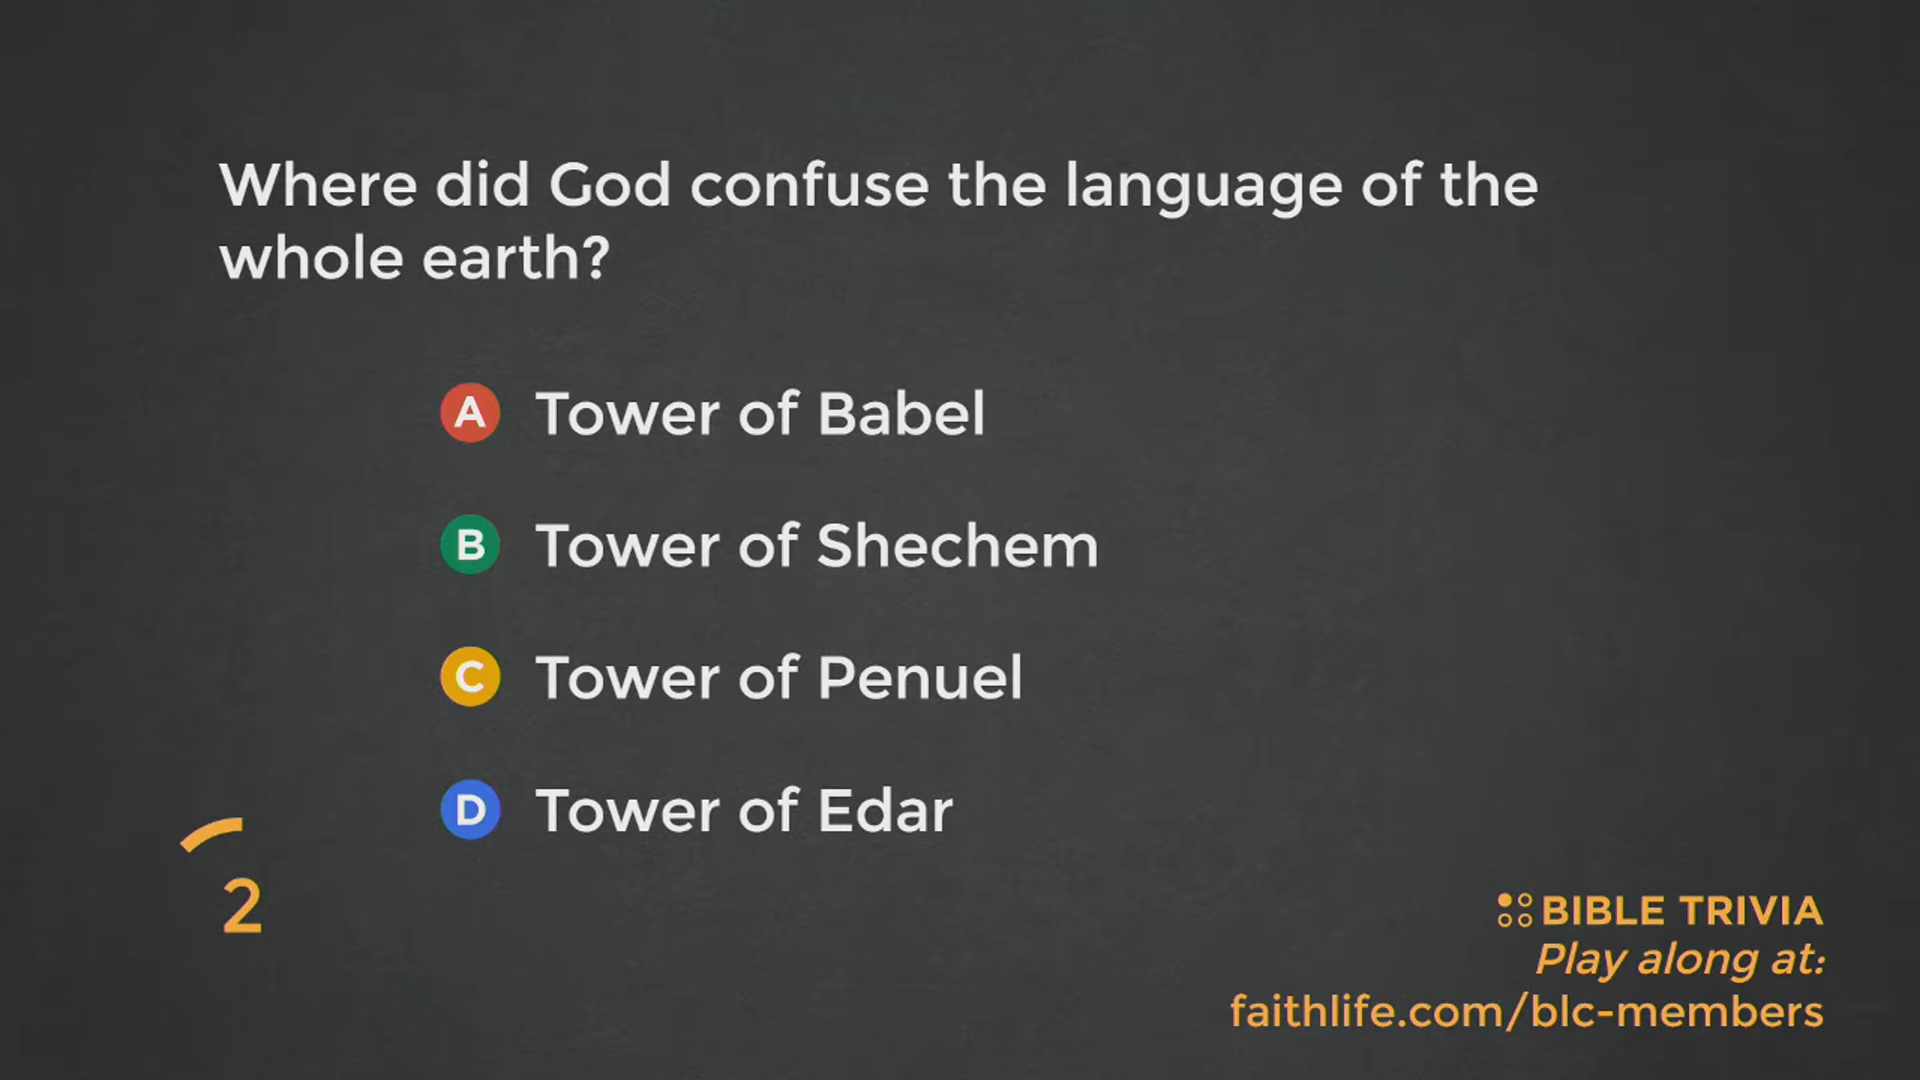 Where did God confuse the language of the
whole earth?
A Tower of Babel
B Tower of Shechem
C Tower of Penuel
D Tower of Edar
2
BIBLE TRIVIA
Play along at:
faithlife.com/blc-members